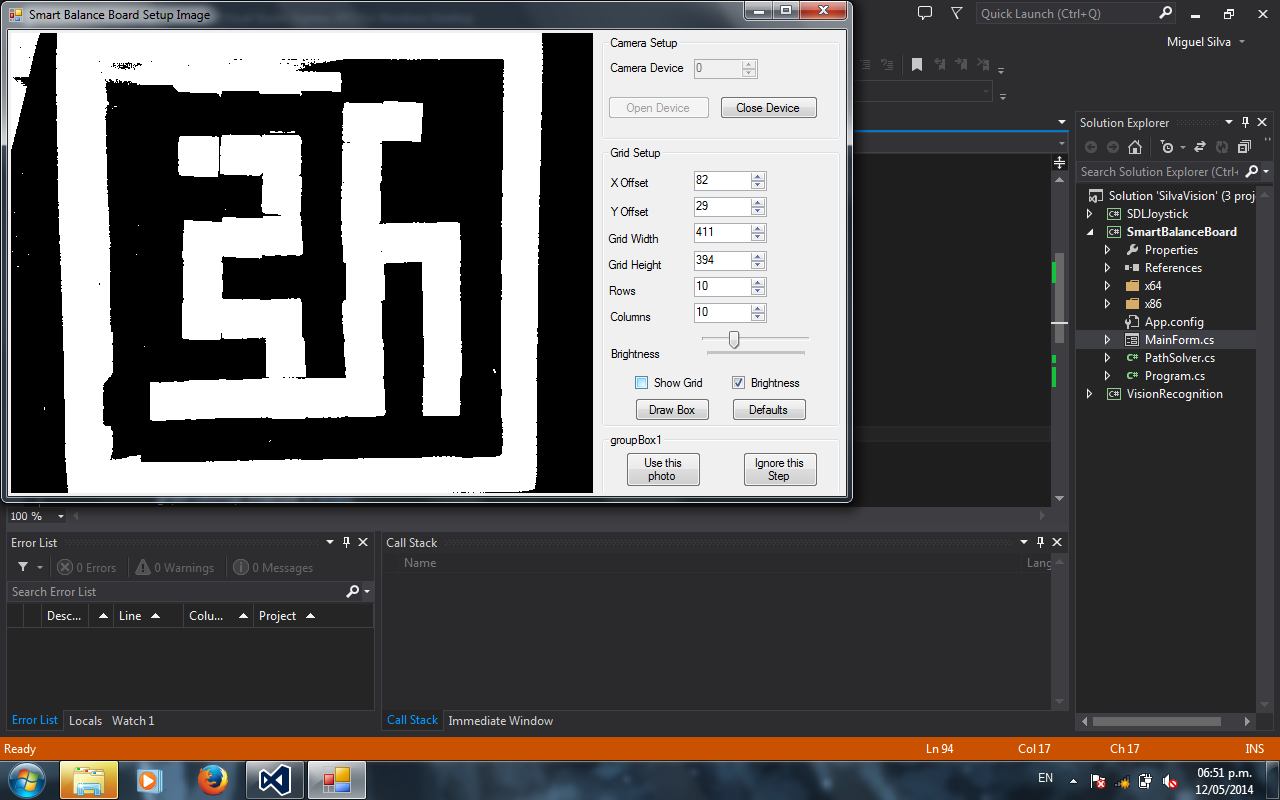 Smart Balance Board Setup Image
Quick Launch (Ctrl+Q)
Miguel Silva
Camera Setup
Camera Device 0
Open Device Close Device
Grid Setup
X Offset 82
Y Offset 29
Grid Width 411
Grid Height 394
Rows 10
Columns 10
Brightness
Show Grid Brightness
Draw Box Defaults
groupBox1
Use this
photo
Ignore this
Step
Solution Explorer
Search Solution Explorer (Ctrl+
Solution 'SilvaVision' (3 proj
C# SDLJoystick
C# SmartBalanceBoard
Properties
References
x64
x86
App.config
MainForm.cs
C# PathSolver.cs
C# Program.cs
C# VisionRecognition
100 %
Error List
0 Errors 0 Warnings 0 Messages
Search Error List
Desc... Line Colu... Project
Error List Locals Watch 1
Call Stack
Name Lang
Call Stack Immediate Window
Ready Ln 94 Col 17 Ch 17 INS
EN
06:51 p.m.
12/05/2014